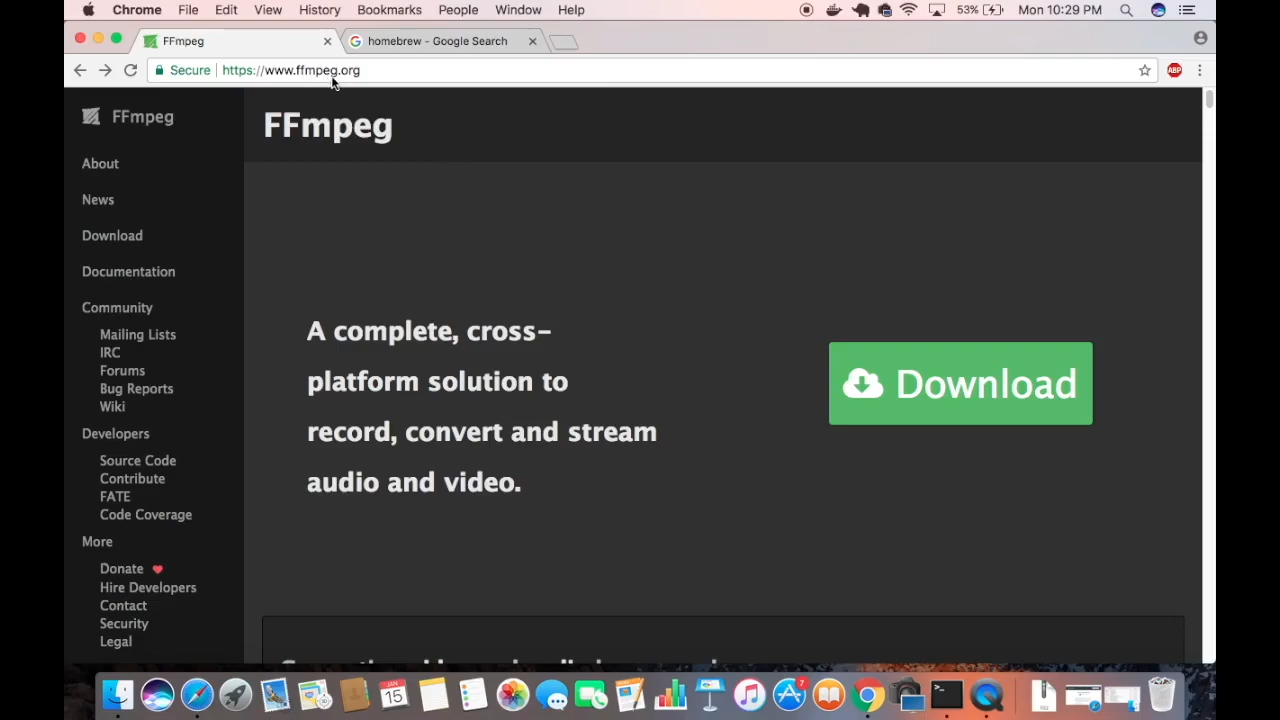 Chrome File Edit View History Bookmarks People Window Help 53% Mon 10:29 PM
FFmpeg homebrew - Google Search
Secure https://www.ffmpeg.org ABP
FFmpeg
FFmpeg
About
News
Download
Documentation
Community
Mailing Lists
IRC
Forums
Bug Reports
Wiki
Developers
Source Code
Contribute
FATE
Code Coverage
More
Donate
Hire Developers
Contact
Security
Legal
A complete, cross-
platform solution to
record, convert and stream
audio and video.
Download
JAN
15
7